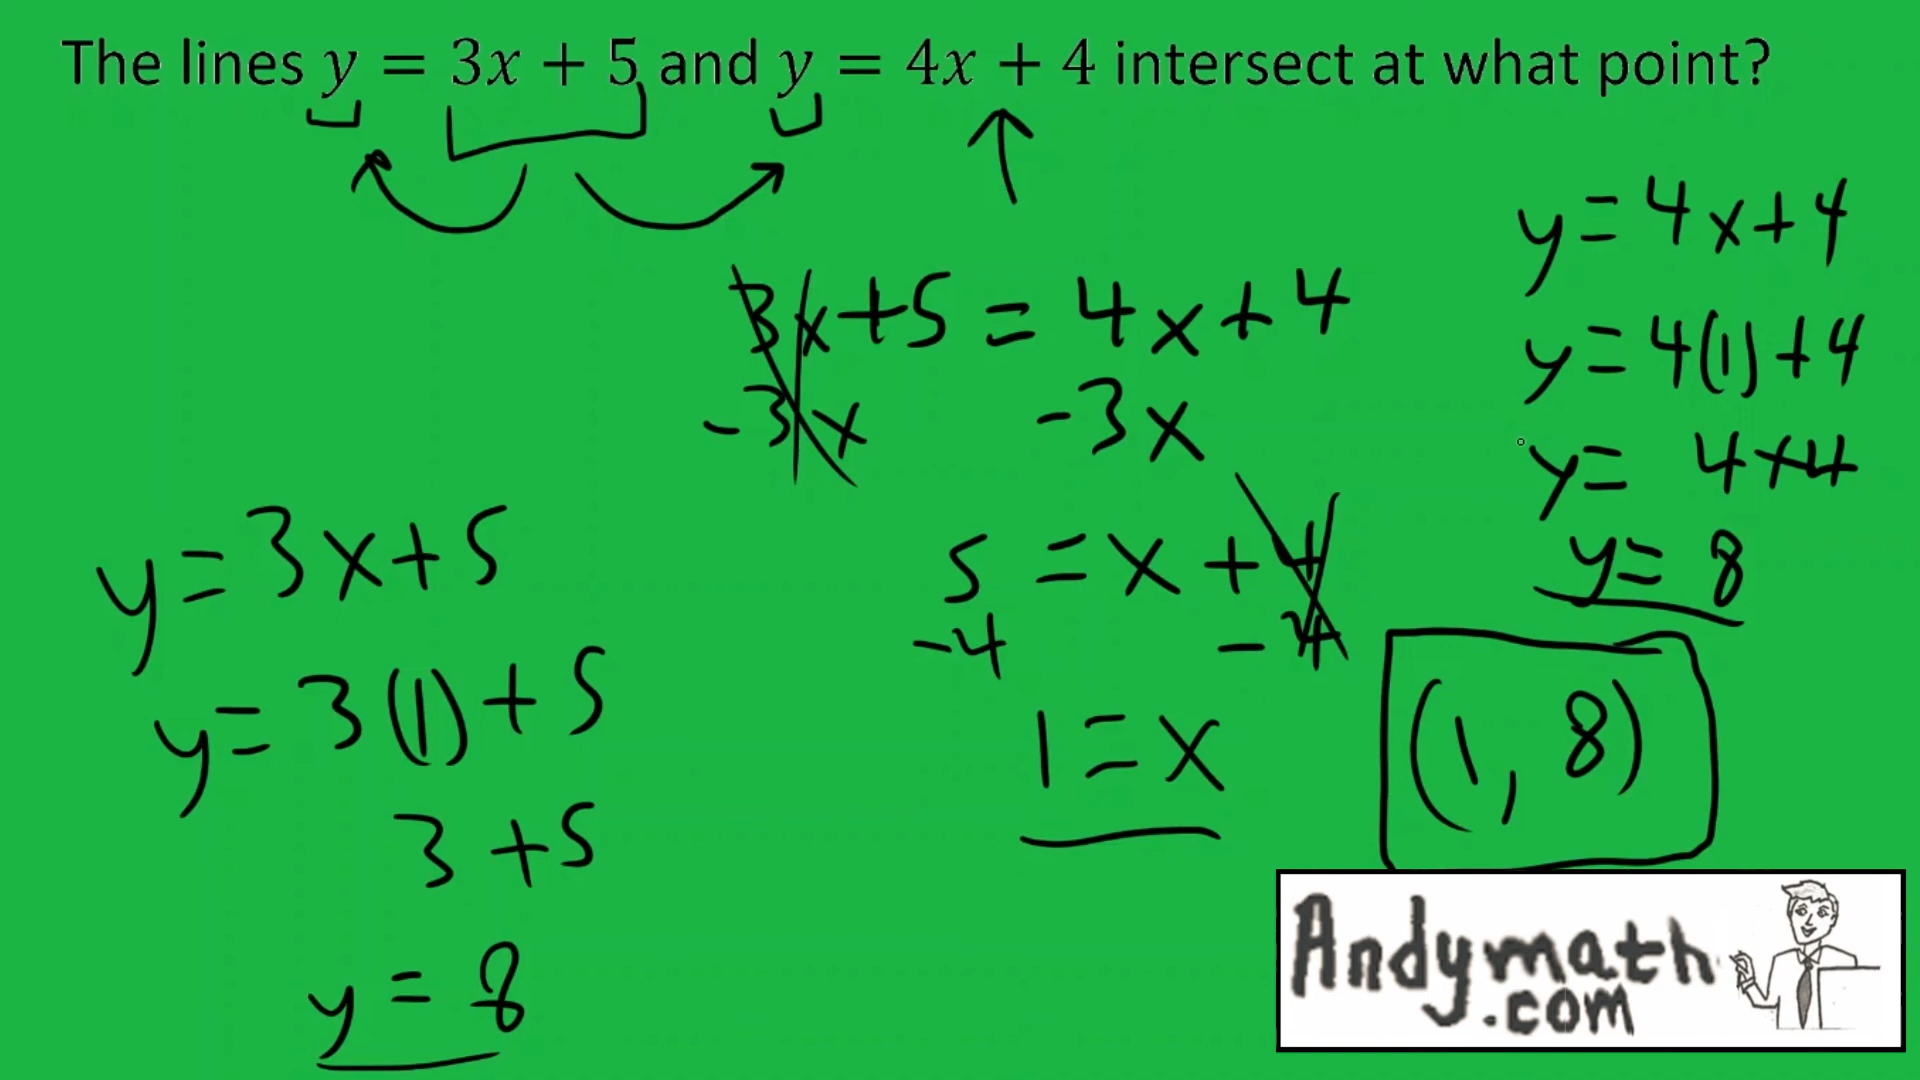 The lines y = 3x + 5 and y = 4x + 4 intersect at what point?
3x+5 = 4x+4
-3x -3x
5 = x + 4
-4 - 4
1 = x
y = 3x+5
y = 3(1)+5
3 +5
y = 8
y = 4x+4
y = 4(1)+4
y = 4+4
y = 8
(1, 8)
Andymath
.com